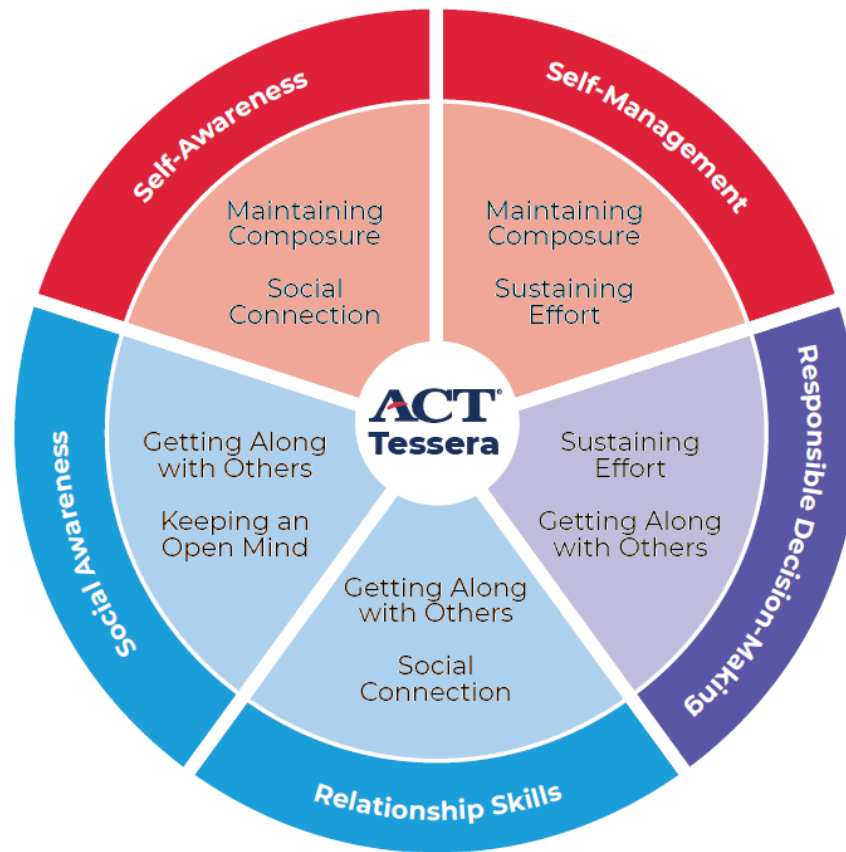 Self-Awareness
Self-Management
Maintaining
Composure
Social
Connection
Maintaining
Composure
Sustaining
Effort
ACT®
Tessera
Social Awareness
Getting Along
with Others
Keeping an
Open Mind
Sustaining
Effort
Getting Along
with Others
Responsible Decision-Making
Getting Along
with Others
Social
Connection
Relationship Skills